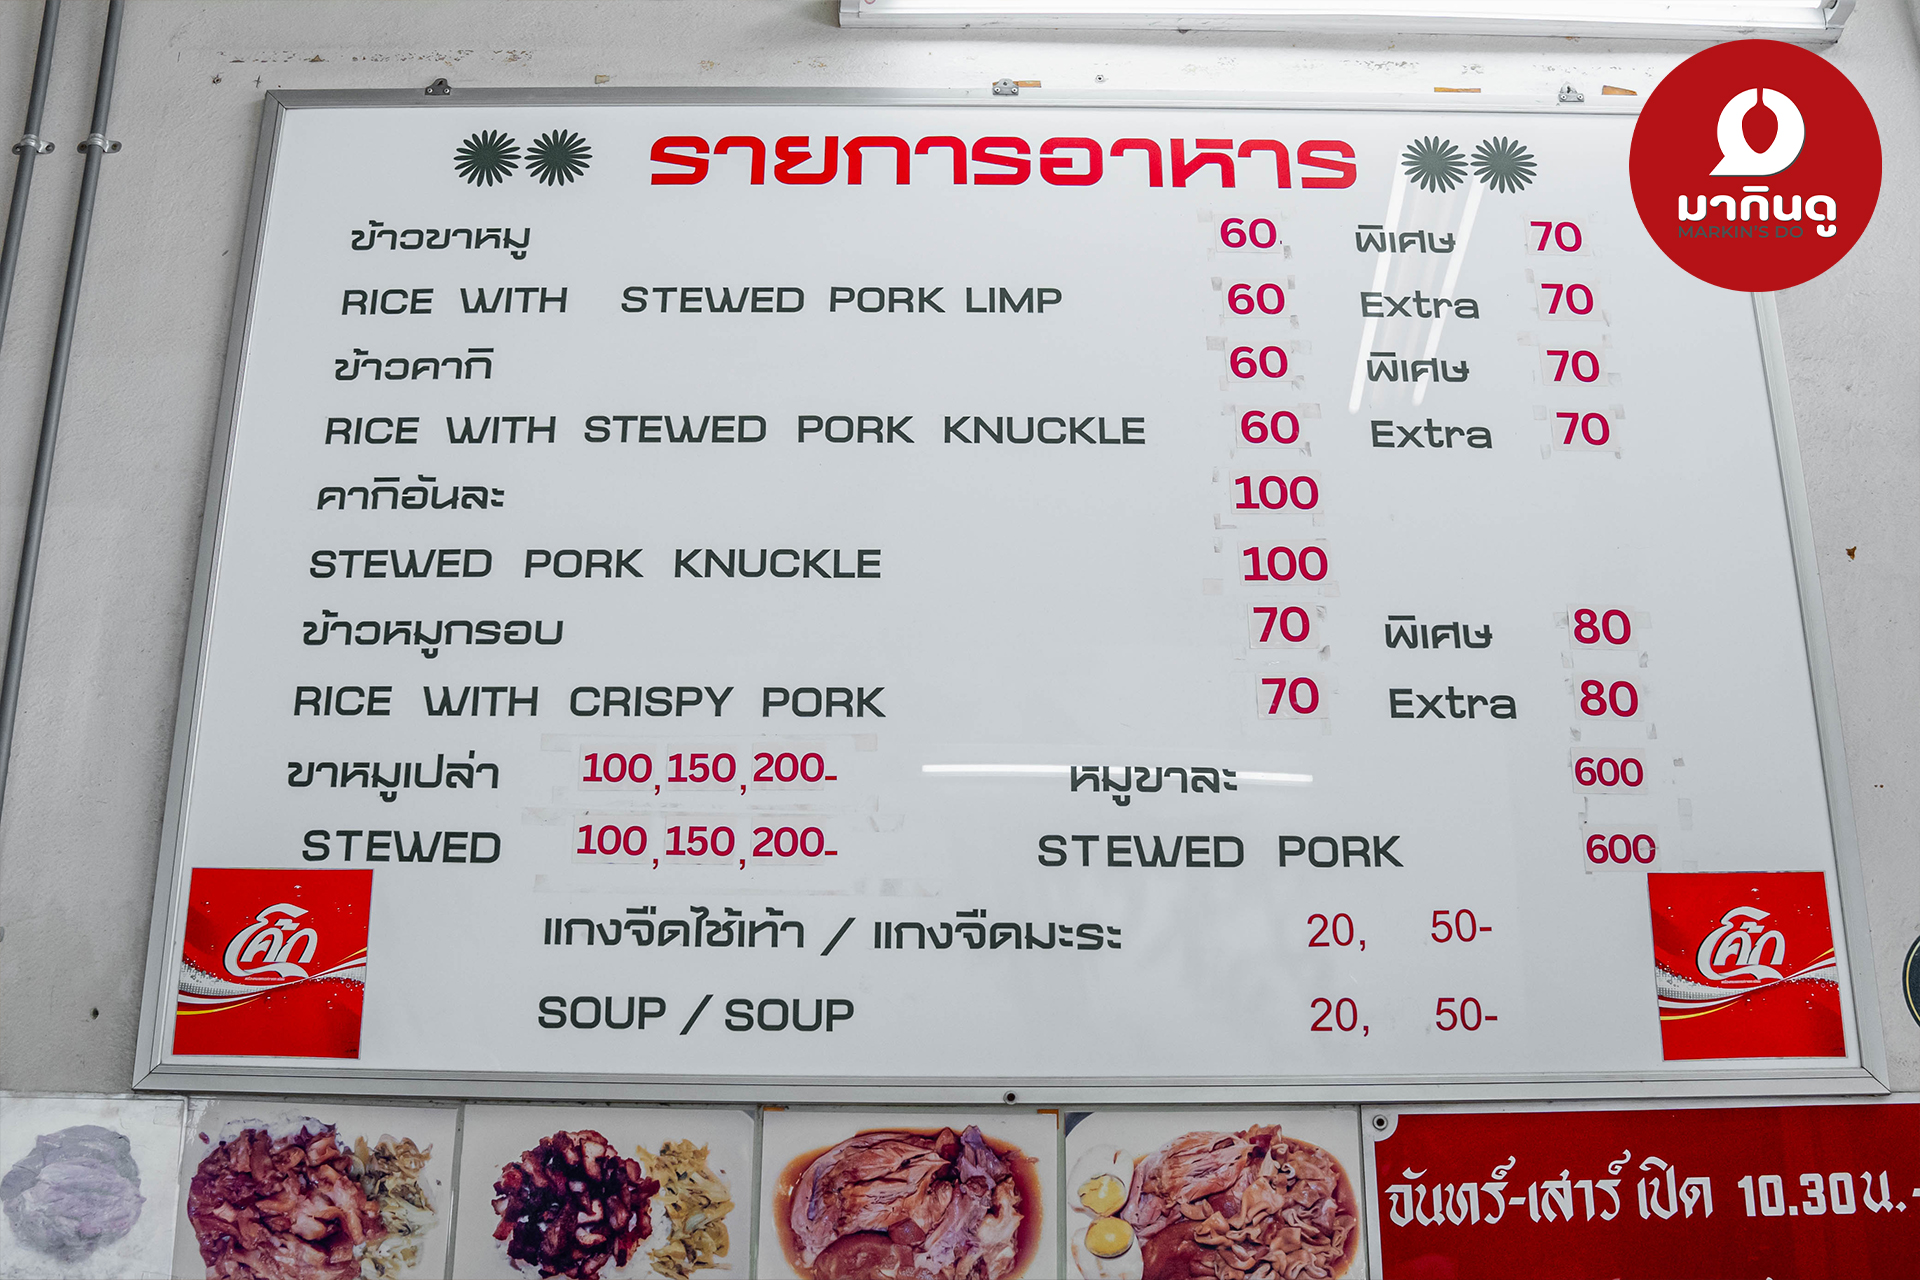 รายการอาหาร
มากินดู
MARKIN'S DO
ข้าวขาหมู 60 พิเศษ 70
RICE WITH STEWED PORK LIMP 60 Extra 70
ข้าวคากิ 60 พิเศษ 70
RICE WITH STEWED PORK KNUCKLE 60 Extra 70
คากิอันละ 100
STEWED PORK KNUCKLE 100
ข้าวหมูกรอบ 70 พิเศษ 80
RICE WITH CRISPY PORK 70 Extra 80
ขาหมูเปล่า 100, 150, 200- หมูขาละ 600
STEWED 100, 150, 200- STEWED PORK 600
แกงจืดไช้เท้า / แกงจืดมะระ 20, 50-
SOUP / SOUP 20, 50-
โค้ก
โค้ก
จันทร์-เสาร์ เปิด 10.30น.-